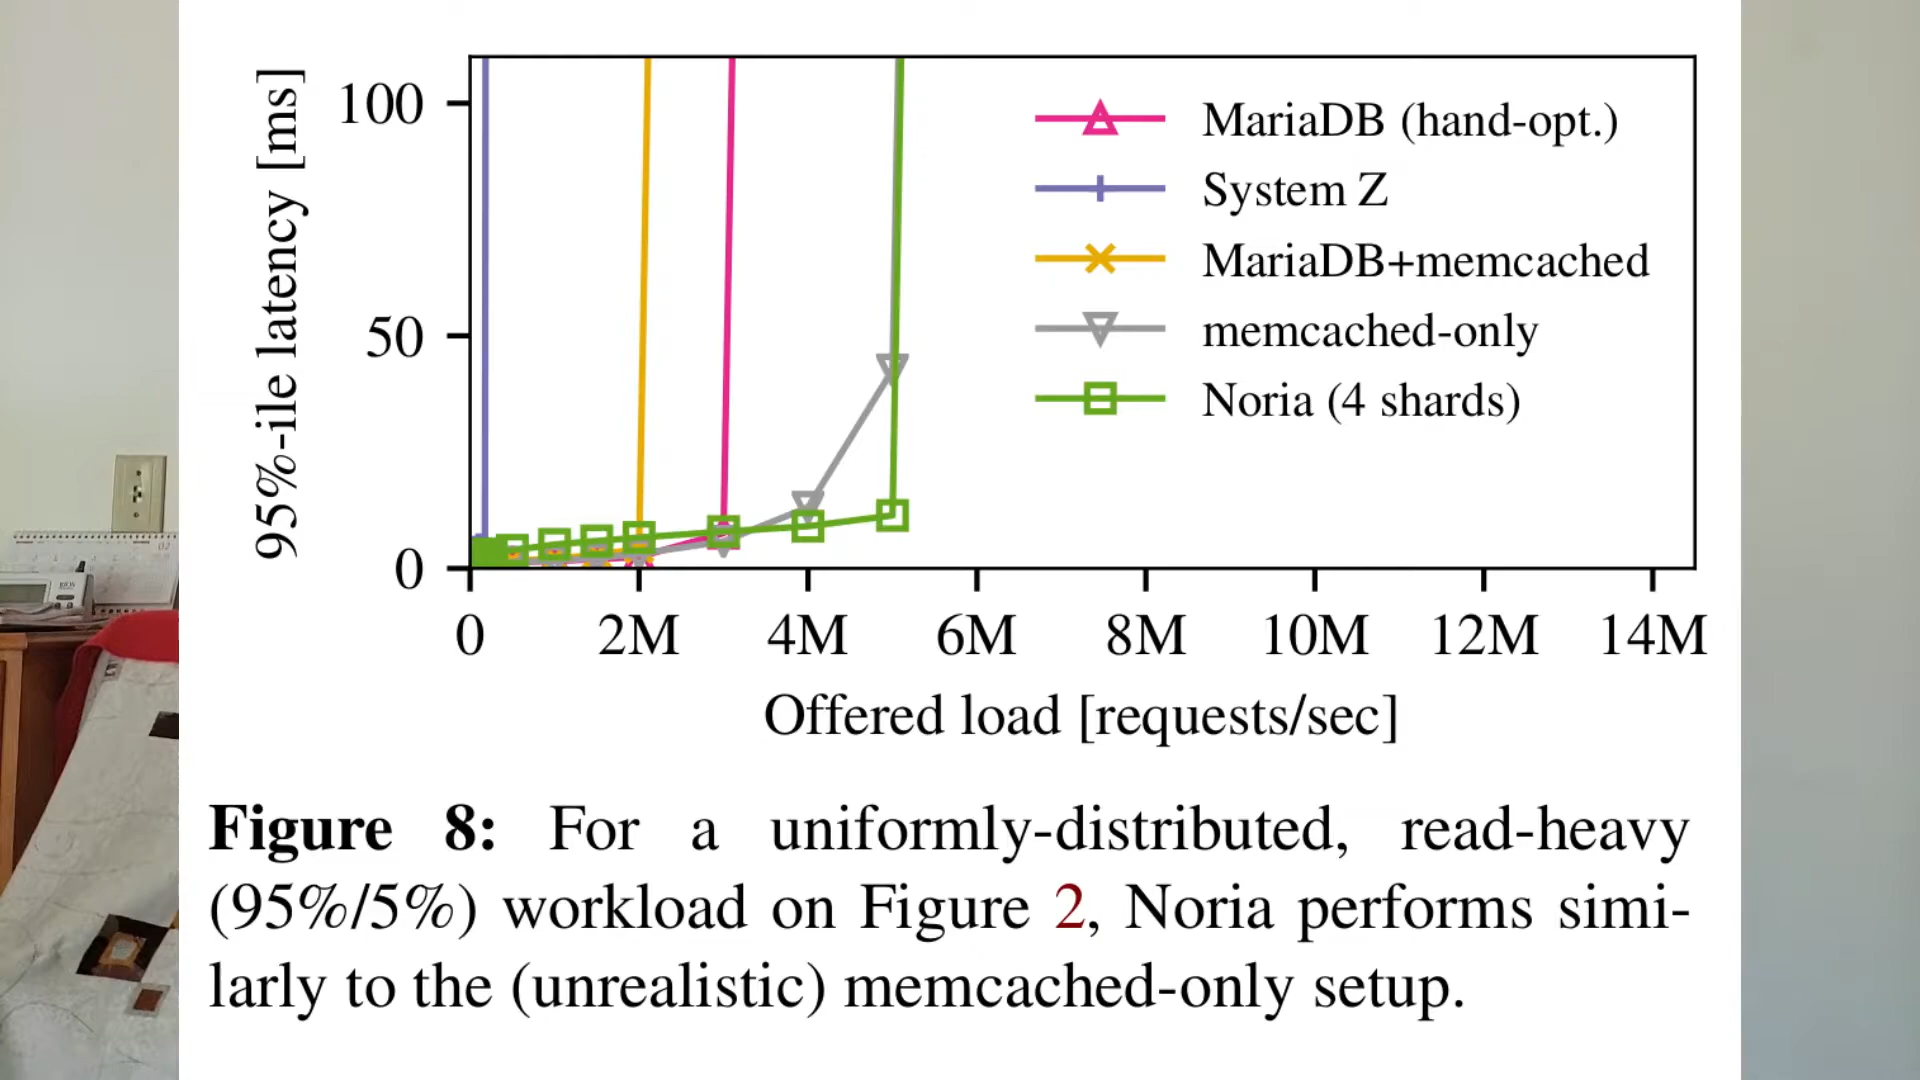 95%-ile latency [ms]
100
50
0
MariaDB (hand-opt.)
System Z
MariaDB+memcached
memcached-only
Noria (4 shards)
0 2M 4M 6M 8M 10M 12M 14M
Offered load [requests/sec]
Figure 8: For a uniformly-distributed, read-heavy
(95%/5%) workload on Figure 2, Noria performs simi-
larly to the (unrealistic) memcached-only setup.